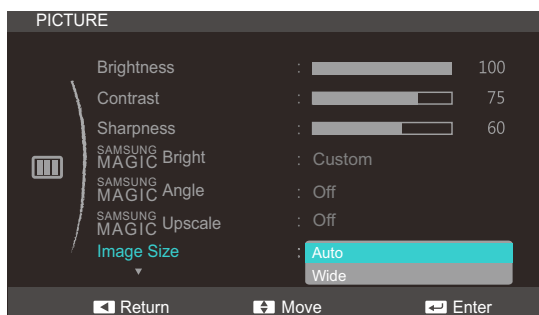 PICTURE
Brightness : 100
Contrast : 75
Sharpness : 60
SAMSUNG MAGIC Bright : Custom
SAMSUNG MAGIC Angle : Off
SAMSUNG MAGIC Upscale : Off
Image Size : Auto
Wide
Return Move Enter